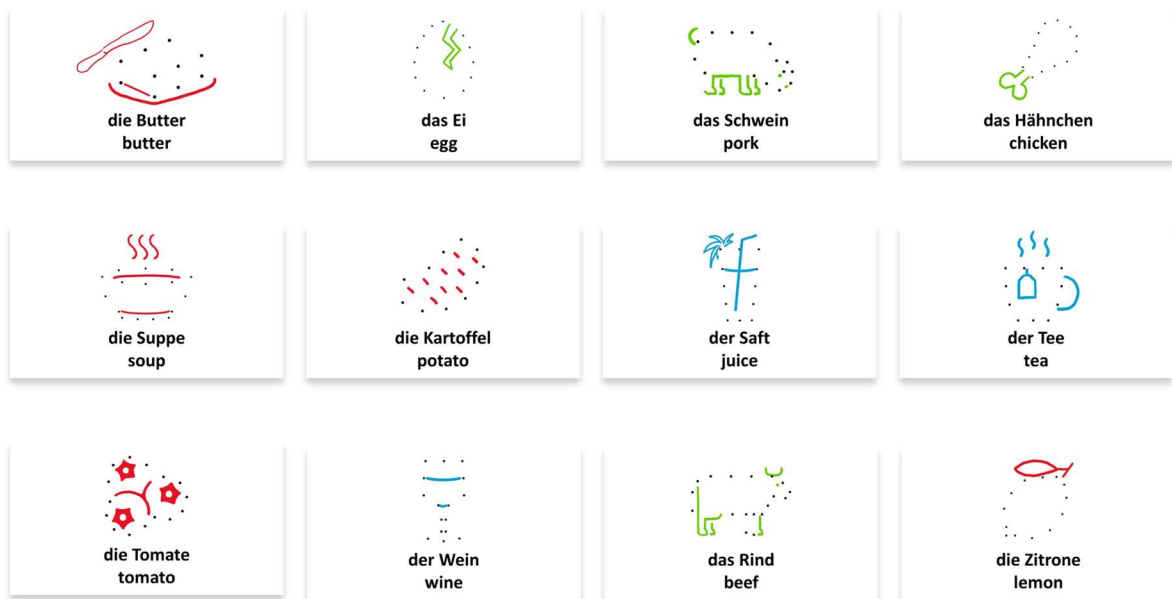 die Butter
butter
das Ei
egg
das Schwein
pork
das Hähnchen
chicken
die Suppe
soup
die Kartoffel
potato
der Saft
juice
der Tee
tea
die Tomate
tomato
der Wein
wine
das Rind
beef
die Zitrone
lemon